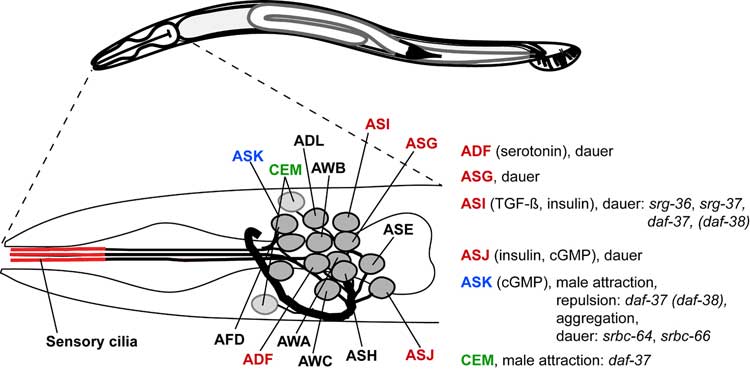 ASI
ADL
ASG
ASK
AWB
CEM
ASE
Sensory cilia
AFD
ADF
AWA
AWC
ASH
ASJ
ADF (serotonin), dauer
ASG, dauer
ASI (TGF-ß, insulin), dauer: srg-36, srg-37,
daf-37, (daf-38)
ASJ (insulin, cGMP), dauer
ASK (cGMP), male attraction,
repulsion: daf-37 (daf-38),
aggregation,
dauer: srbc-64, srbc-66
CEM, male attraction: daf-37